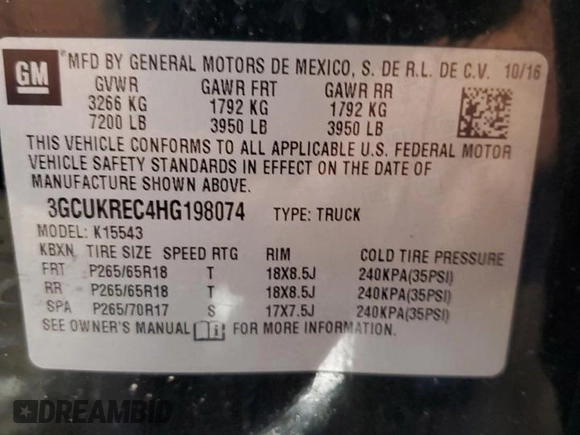 GM
MFD BY GENERAL MOTORS DE MEXICO, S. DE R.L. DE C.V. 10/16
GVWR GAWR FRT GAWR RR
3266 KG 1792 KG 1792 KG
7200 LB 3950 LB 3950 LB
THIS VEHICLE CONFORMS TO ALL APPLICABLE U.S. FEDERAL MOTOR
VEHICLE SAFETY STANDARDS IN EFFECT ON THE DATE OF
MANUFACTURE SHOWN ABOVE.
3GCUKREC4HG198074 TYPE: TRUCK
MODEL: K15543
KBXN TIRE SIZE SPEED RTG RIM COLD TIRE PRESSURE
FRT P265/65R18 T 18X8.5J 240KPA(35PSI)
RR P265/65R18 T 18X8.5J 240KPA(35PSI)
SPA P265/70R17 S 17X7.5J 240KPA(35PSI)
SEE OWNER'S MANUAL FOR MORE INFORMATION.
DREAMBID